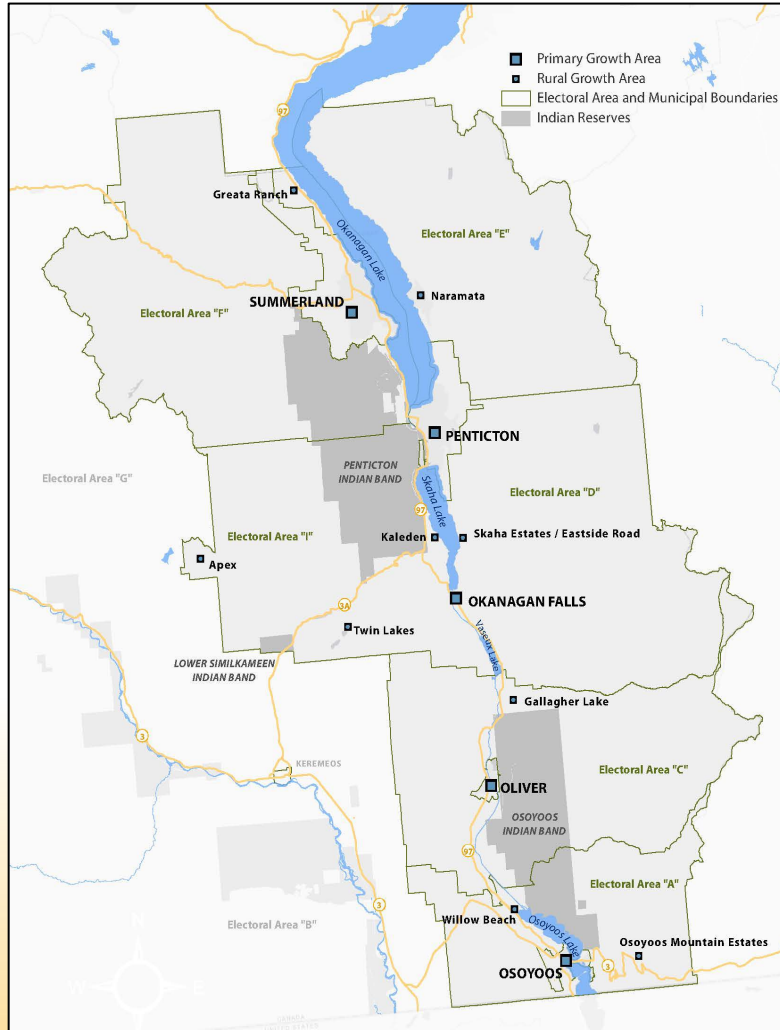 Primary Growth Area
Rural Growth Area
Electoral Area and Municipal Boundaries
Indian Reserves
97
Greata Ranch
Okanagan Lake
Electoral Area "E"
Naramata
SUMMERLAND
Electoral Area "F"
PENTICTON
PENTICTON
INDIAN BAND
Electoral Area "G"
Skaha Lake
Electoral Area "D"
97
Kaleden
Skaha Estates / Eastside Road
Electoral Area "I"
Apex
OKANAGAN FALLS
3A
Twin Lakes
Vaseux Lake
LOWER SIMILKAMEEN
INDIAN BAND
Gallagher Lake
3
KEREMEOS
Electoral Area "C"
OLIVER
OSOYOOS
INDIAN BAND
97
Electoral Area "A"
3
Willow Beach
Osoyoos Lake
Electoral Area "B"
Osoyoos Mountain Estates
N
W
E
S
OSOYOOS
3
CANADA
UNITED STATES